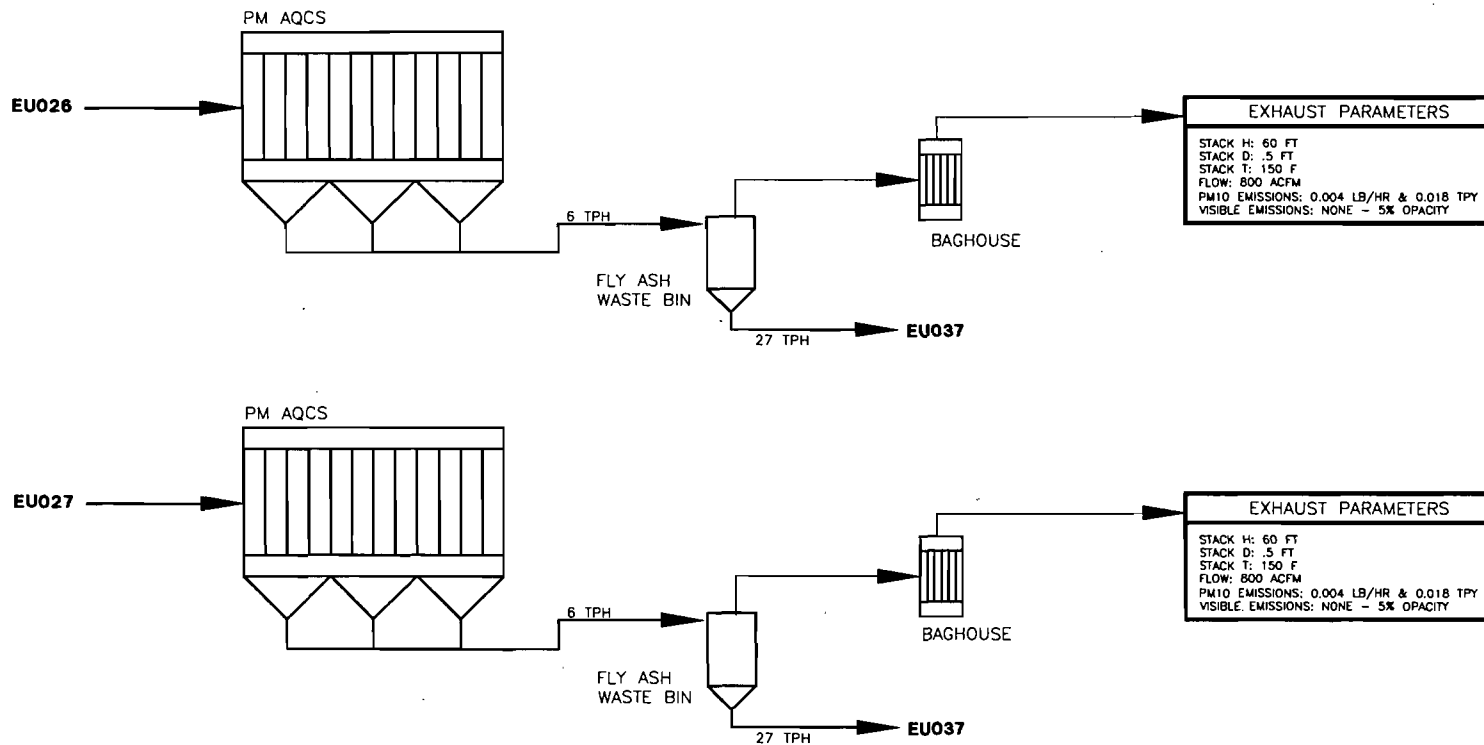 PM AQCS
EU026
6 TPH
FLY ASH
WASTE BIN
27 TPH
EU037
BAGHOUSE
EXHAUST PARAMETERS
STACK H: 60 FT
STACK D: .5 FT
STACK T: 150 F
FLOW: 800 ACFM
PM10 EMISSIONS: 0.004 LB/HR & 0.018 TPY
VISIBLE EMISSIONS: NONE - 5% OPACITY
PM AQCS
EU027
6 TPH
FLY ASH
WASTE BIN
27 TPH
EU037
BAGHOUSE
EXHAUST PARAMETERS
STACK H: 60 FT
STACK D: .5 FT
STACK T: 150 F
FLOW: 800 ACFM
PM10 EMISSIONS: 0.004 LB/HR & 0.018 TPY
VISIBLE EMISSIONS: NONE - 5% OPACITY